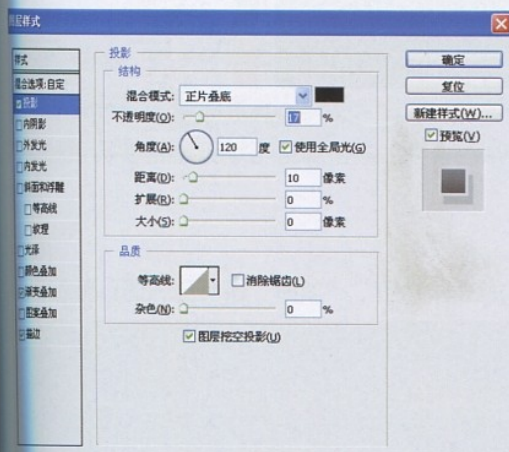 图层样式
样式
混合选项:自定
投影
内阴影
外发光
内发光
斜面和浮雕
等高线
纹理
光泽
颜色叠加
渐变叠加
图案叠加
描边
投影
结构
混合模式: 正片叠底
不透明度(O): 17 %
角度(A): 120 度 使用全局光(G)
距离(D): 10 像素
扩展(R): 0 %
大小(S): 0 像素
品质
等高线: 消除锯齿(L)
杂色(N): 0 %
图层挖空投影(U)
确定
复位
新建样式(W)...
预览(V)